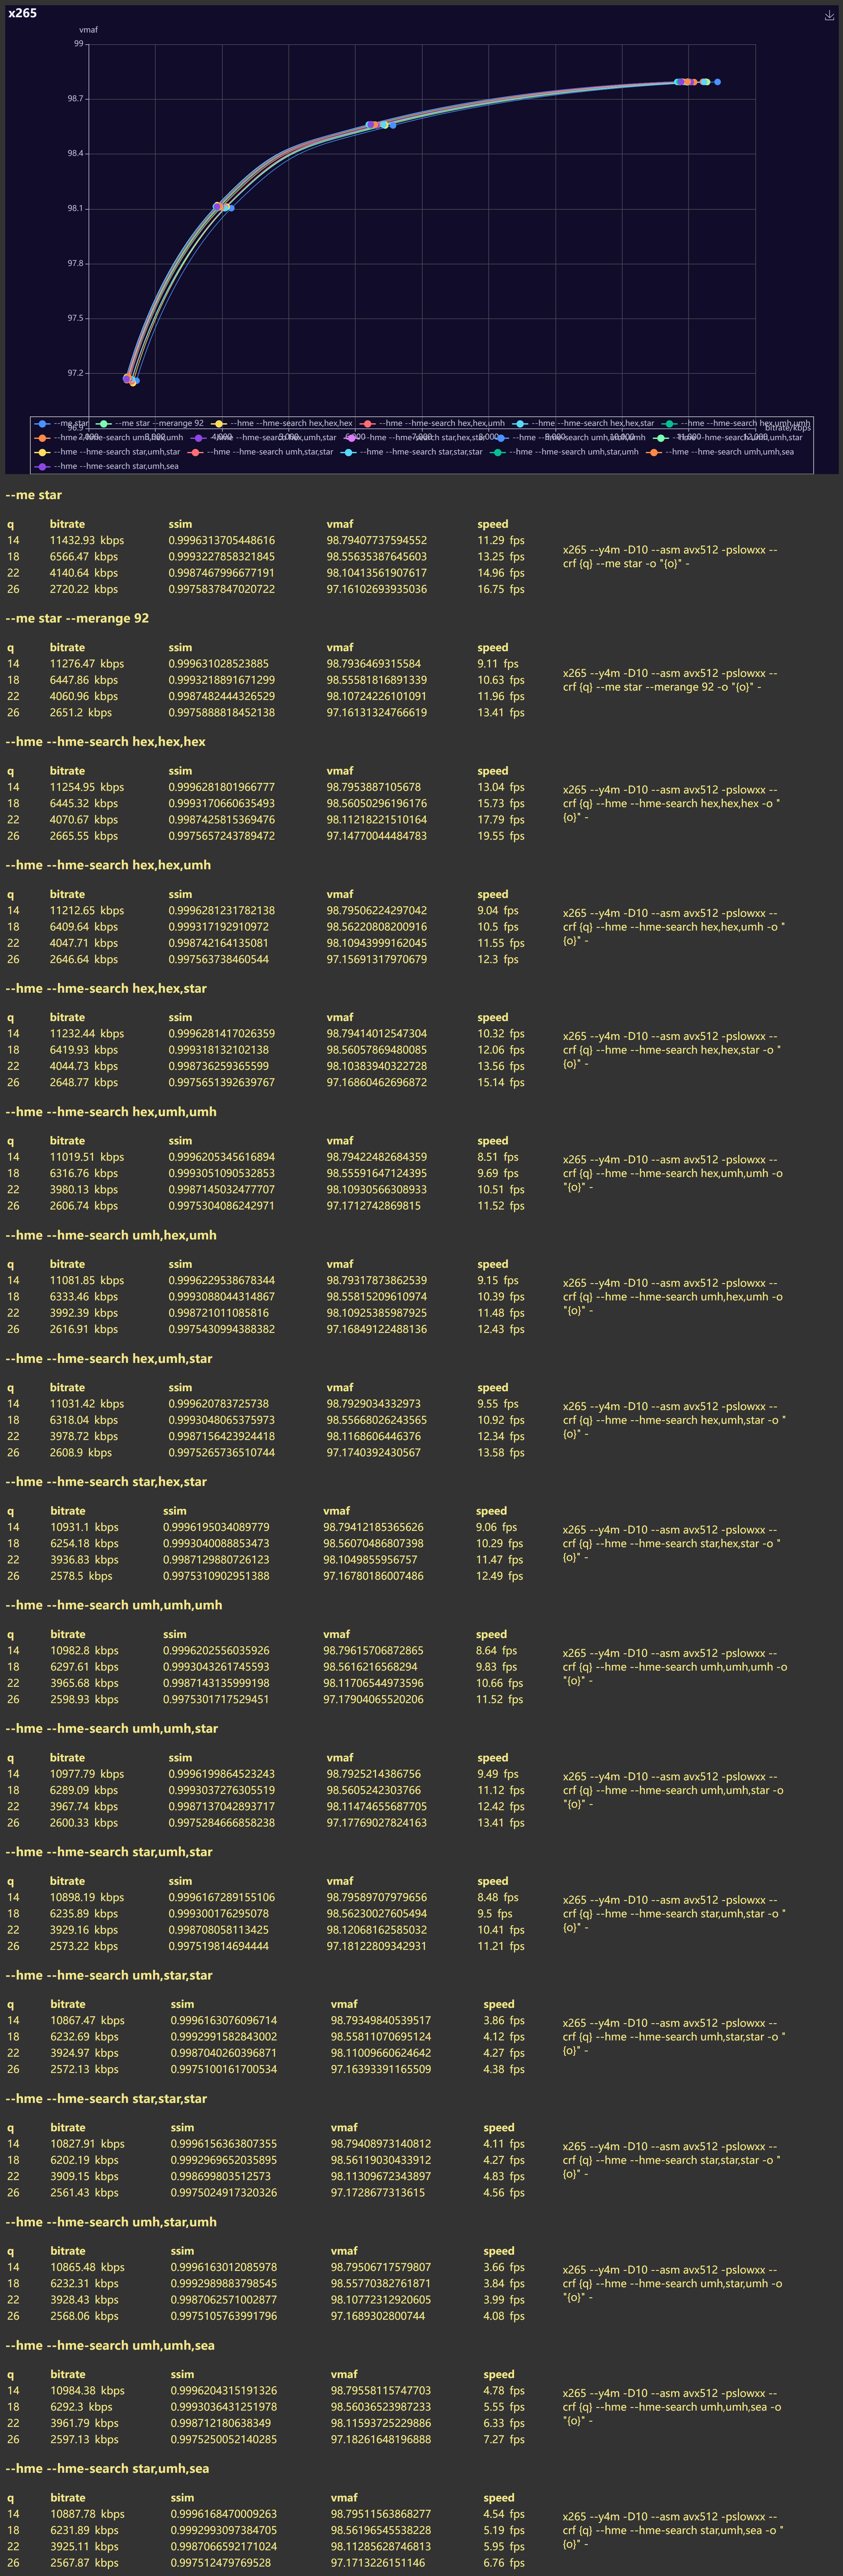 x265
vmaf
99
98.7
98.4
98.1
97.8
97.5
97.2
96.9
2,000 3,000 4,000 5,000 6,000 7,000 8,000 9,000 10,000 11,000 12,000
bitrate/kbps
--me star --me star --merange 92 --hme --hme-search hex,hex,hex --hme --hme-search hex,hex,umh --hme --hme-search hex,hex,star --hme --hme-search hex,umh,umh
--hme --hme-search umh,hex,umh --hme --hme-search hex,umh,star --hme --hme-search star,hex,star --hme --hme-search umh,umh,umh --hme --hme-search umh,umh,star
--hme --hme-search star,umh,star --hme --hme-search umh,star,star --hme --hme-search star,star,star --hme --hme-search umh,star,umh --hme --hme-search umh,umh,sea
--hme --hme-search star,umh,sea
--me star
q bitrate ssim vmaf speed
14 11432.93 kbps 0.9996313705448616 98.79407737594552 11.29 fps
18 6566.47 kbps 0.9993227858321845 98.55635387645603 13.25 fps
22 4140.64 kbps 0.9987467996677191 98.10413561907617 14.96 fps
26 2720.22 kbps 0.9975837847020722 97.16102693935036 16.75 fps
x265 --y4m -D10 --asm avx512 -pslowxx --
crf {q} --me star -o "{o}" -
--me star --merange 92
q bitrate ssim vmaf speed
14 11276.47 kbps 0.999631028523885 98.7936469315584 9.11 fps
18 6447.86 kbps 0.9993218891671299 98.55581816891339 10.63 fps
22 4060.96 kbps 0.9987482444326529 98.10724226101091 11.96 fps
26 2651.2 kbps 0.9975888818452138 97.16131324766619 13.41 fps
x265 --y4m -D10 --asm avx512 -pslowxx --
crf {q} --me star --merange 92 -o "{o}" -
--hme --hme-search hex,hex,hex
q bitrate ssim vmaf speed
14 11254.95 kbps 0.9996281801966777 98.7953887105678 13.04 fps
18 6445.32 kbps 0.9993170660635493 98.56050296196176 15.73 fps
22 4070.67 kbps 0.9987425815369476 98.11218221510164 17.79 fps
26 2665.55 kbps 0.9975657243789472 97.14770044484783 19.55 fps
x265 --y4m -D10 --asm avx512 -pslowxx --
crf {q} --hme --hme-search hex,hex,hex -o "
{o}" -
--hme --hme-search hex,hex,umh
q bitrate ssim vmaf speed
14 11212.65 kbps 0.9996281231782138 98.79506224297042 9.04 fps
18 6409.64 kbps 0.999317192910972 98.56220808200916 10.5 fps
22 4047.71 kbps 0.998742164135081 98.10943999162045 11.55 fps
26 2646.64 kbps 0.997563738460544 97.15691317970679 12.3 fps
x265 --y4m -D10 --asm avx512 -pslowxx --
crf {q} --hme --hme-search hex,hex,umh -o "
{o}" -
--hme --hme-search hex,hex,star
q bitrate ssim vmaf speed
14 11232.44 kbps 0.9996281417026359 98.79414012547304 10.32 fps
18 6419.93 kbps 0.999318132102138 98.56057869480085 12.06 fps
22 4044.73 kbps 0.998736259365599 98.10383940322728 13.56 fps
26 2648.77 kbps 0.9975651392639767 97.16860462696872 15.14 fps
x265 --y4m -D10 --asm avx512 -pslowxx --
crf {q} --hme --hme-search hex,hex,star -o "
{o}" -
--hme --hme-search hex,umh,umh
q bitrate ssim vmaf speed
14 11019.51 kbps 0.9996205345616894 98.79422482684359 8.51 fps
18 6316.76 kbps 0.9993051090532853 98.55591647124395 9.69 fps
22 3980.13 kbps 0.9987145032477707 98.10930566308933 10.51 fps
26 2606.74 kbps 0.9975304086242971 97.1712742869815 11.52 fps
x265 --y4m -D10 --asm avx512 -pslowxx --
crf {q} --hme --hme-search hex,umh,umh -o
"{o}" -
--hme --hme-search umh,hex,umh
q bitrate ssim vmaf speed
14 11081.85 kbps 0.9996229538678344 98.79317873862539 9.15 fps
18 6333.46 kbps 0.9993088044314867 98.55815209610974 10.39 fps
22 3992.39 kbps 0.998721011085816 98.10925385987925 11.48 fps
26 2616.91 kbps 0.9975430994388382 97.16849122488136 12.43 fps
x265 --y4m -D10 --asm avx512 -pslowxx --
crf {q} --hme --hme-search umh,hex,umh -o
"{o}" -
--hme --hme-search hex,umh,star
q bitrate ssim vmaf speed
14 11031.42 kbps 0.999620783725738 98.7929034332973 9.55 fps
18 6318.04 kbps 0.9993048065375973 98.55668026243565 10.92 fps
22 3978.72 kbps 0.9987156423924418 98.1168606446376 12.34 fps
26 2608.9 kbps 0.9975265736510744 97.1740392430567 13.58 fps
x265 --y4m -D10 --asm avx512 -pslowxx --
crf {q} --hme --hme-search hex,umh,star -o "
{o}" -
--hme --hme-search star,hex,star
q bitrate ssim vmaf speed
14 10931.1 kbps 0.9996195034089779 98.79412185365626 9.06 fps
18 6254.18 kbps 0.9993040088853473 98.56070486807398 10.29 fps
22 3936.83 kbps 0.9987129880726123 98.1049855956757 11.47 fps
26 2578.5 kbps 0.9975310902951388 97.16780186007486 12.49 fps
x265 --y4m -D10 --asm avx512 -pslowxx --
crf {q} --hme --hme-search star,hex,star -o "
{o}" -
--hme --hme-search umh,umh,umh
q bitrate ssim vmaf speed
14 10982.8 kbps 0.9996202556035926 98.79615706872865 8.64 fps
18 6297.61 kbps 0.9993043261745593 98.5616216568294 9.83 fps
22 3965.68 kbps 0.9987143135999198 98.11706544973596 10.66 fps
26 2598.93 kbps 0.9975301717529451 97.17904065520206 11.52 fps
x265 --y4m -D10 --asm avx512 -pslowxx --
crf {q} --hme --hme-search umh,umh,umh -o
"{o}" -
--hme --hme-search umh,umh,star
q bitrate ssim vmaf speed
14 10977.79 kbps 0.9996199864523243 98.7925214386756 9.49 fps
18 6289.09 kbps 0.9993037276305519 98.5605242303766 11.12 fps
22 3967.74 kbps 0.9987137042893717 98.11474655687705 12.42 fps
26 2600.33 kbps 0.9975284666858238 97.17769027824163 13.41 fps
x265 --y4m -D10 --asm avx512 -pslowxx --
crf {q} --hme --hme-search umh,umh,star -o
"{o}" -
--hme --hme-search star,umh,star
q bitrate ssim vmaf speed
14 10898.19 kbps 0.9996167289155106 98.79589707979656 8.48 fps
18 6235.89 kbps 0.999300176295078 98.56230027605494 9.5 fps
22 3929.16 kbps 0.998708058113425 98.12068162585032 10.41 fps
26 2573.22 kbps 0.997519814694444 97.18122809342931 11.21 fps
x265 --y4m -D10 --asm avx512 -pslowxx --
crf {q} --hme --hme-search star,umh,star -o "
{o}" -
--hme --hme-search umh,star,star
q bitrate ssim vmaf speed
14 10867.47 kbps 0.9996163076096714 98.79349840539517 3.86 fps
18 6232.69 kbps 0.9992991582843002 98.55811070695124 4.12 fps
22 3924.97 kbps 0.9987040260396871 98.11009660624642 4.27 fps
26 2572.13 kbps 0.9975100161700534 97.16393391165509 4.38 fps
x265 --y4m -D10 --asm avx512 -pslowxx --
crf {q} --hme --hme-search umh,star,star -o "
{o}" -
--hme --hme-search star,star,star
q bitrate ssim vmaf speed
14 10827.91 kbps 0.9996156363807355 98.79408973140812 4.11 fps
18 6202.19 kbps 0.9992969652035895 98.56119030433912 4.27 fps
22 3909.15 kbps 0.998699803512573 98.11309672343897 4.83 fps
26 2561.43 kbps 0.9975024917320326 97.1728677313615 4.56 fps
x265 --y4m -D10 --asm avx512 -pslowxx --
crf {q} --hme --hme-search star,star,star -o "
{o}" -
--hme --hme-search umh,star,umh
q bitrate ssim vmaf speed
14 10865.48 kbps 0.9996163012085978 98.79506717579807 3.66 fps
18 6232.31 kbps 0.9992989883798545 98.55770382761871 3.84 fps
22 3928.43 kbps 0.9987062571002877 98.10772312920605 3.99 fps
26 2568.06 kbps 0.9975105763991796 97.1689302800744 4.08 fps
x265 --y4m -D10 --asm avx512 -pslowxx --
crf {q} --hme --hme-search umh,star,umh -o
"{o}" -
--hme --hme-search umh,umh,sea
q bitrate ssim vmaf speed
14 10984.38 kbps 0.9996204315191326 98.79558115747703 4.78 fps
18 6292.3 kbps 0.9993036431251978 98.56036523987233 5.55 fps
22 3961.79 kbps 0.998712180638349 98.11593725229886 6.33 fps
26 2597.13 kbps 0.9975250052140285 97.18261648196888 7.27 fps
x265 --y4m -D10 --asm avx512 -pslowxx --
crf {q} --hme --hme-search umh,umh,sea -o
"{o}" -
--hme --hme-search star,umh,sea
q bitrate ssim vmaf speed
14 10887.78 kbps 0.9996168470009263 98.79511563868277 4.54 fps
18 6231.89 kbps 0.9992993097384705 98.56196545538228 5.19 fps
22 3925.11 kbps 0.9987066592171024 98.11285628746813 5.95 fps
26 2567.87 kbps 0.997512479769528 97.1713226151146 6.76 fps
x265 --y4m -D10 --asm avx512 -pslowxx --
crf {q} --hme --hme-search star,umh,sea -o "
{o}" -